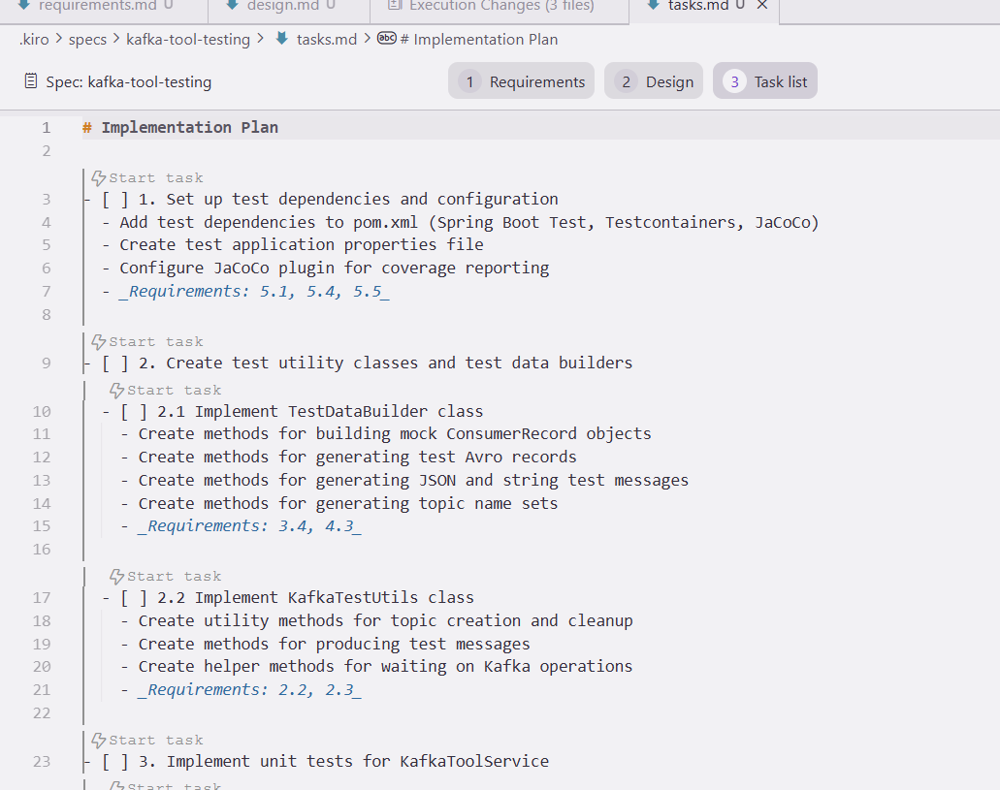 requirements.md U
design.md U
Execution Changes (3 files)
tasks.md U
.kiro > specs > kafka-tool-testing > tasks.md > abc # Implementation Plan
Spec: kafka-tool-testing
1 Requirements
2 Design
3 Task list
1 # Implementation Plan
2
Start task
3 - [ ] 1. Set up test dependencies and configuration
4 - Add test dependencies to pom.xml (Spring Boot Test, Testcontainers, JaCoCo)
5 - Create test application properties file
6 - Configure JaCoCo plugin for coverage reporting
7 - _Requirements: 5.1, 5.4, 5.5_
8
Start task
9 - [ ] 2. Create test utility classes and test data builders
Start task
10 - [ ] 2.1 Implement TestDataBuilder class
11 - Create methods for building mock ConsumerRecord objects
12 - Create methods for generating test Avro records
13 - Create methods for generating JSON and string test messages
14 - Create methods for generating topic name sets
15 - _Requirements: 3.4, 4.3_
16
Start task
17 - [ ] 2.2 Implement KafkaTestUtils class
18 - Create utility methods for topic creation and cleanup
19 - Create methods for producing test messages
20 - Create helper methods for waiting on Kafka operations
21 - _Requirements: 2.2, 2.3_
22
Start task
23 - [ ] 3. Implement unit tests for KafkaToolService
Start task